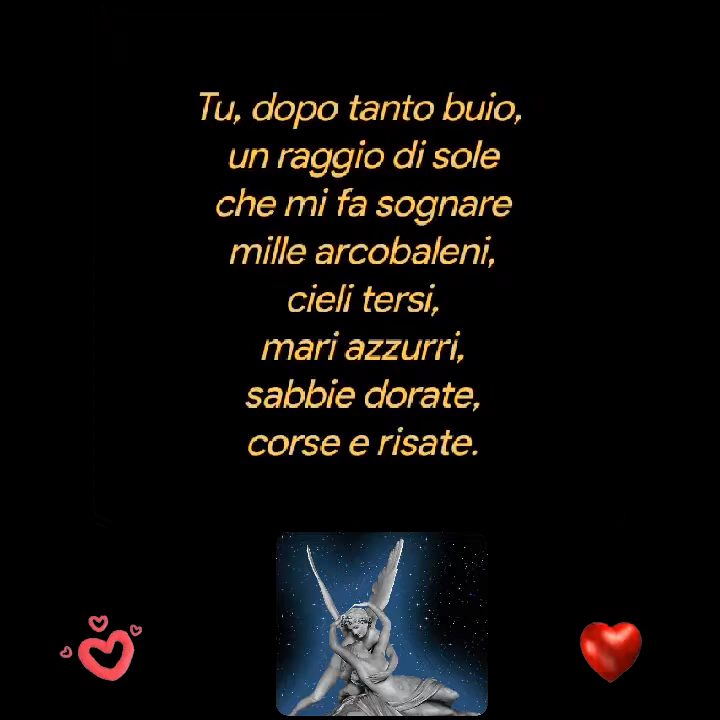 Tu, dopo tanto buio,
un raggio di sole
che mi fa sognare
mille arcobaleni,
cieli tersi,
mari azzurri,
sabbie dorate,
corse e risate.